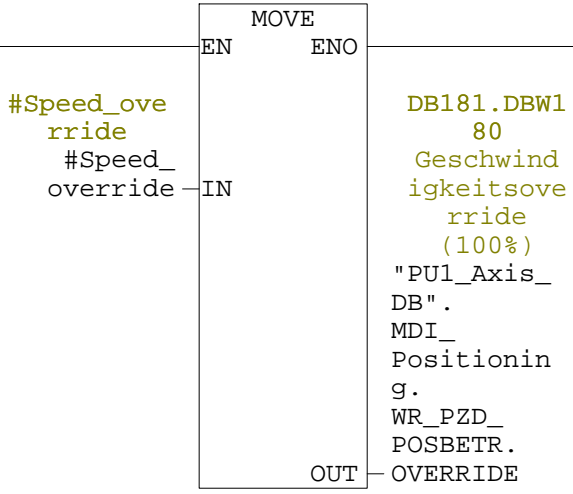 MOVE
EN ENO
#Speed_ove
rride
#Speed_
override
IN
DB181.DBW1
80
Geschwind
igkeitsove
rride
(100%)
"PU1_Axis_
DB".
MDI_
Positionin
g.
WR_PZD_
POSBETR.
OUT
OVERRIDE